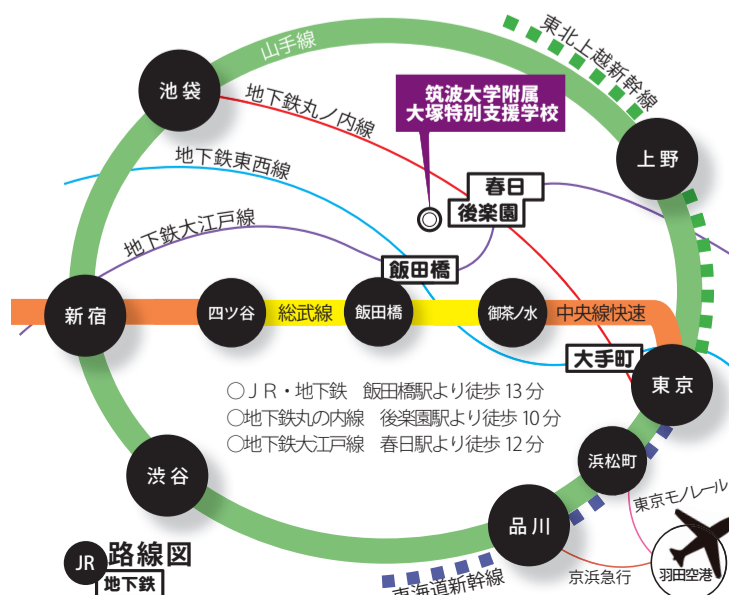 山手線
東北上越新幹線
池袋
地下鉄丸ノ内線
筑波大学附属
大塚特別支援学校
上野
地下鉄東西線
春日
後楽園
地下鉄大江戸線
飯田橋
新宿
四ツ谷
総武線
飯田橋
御茶ノ水
中央線快速
大手町
東京
○JR・地下鉄 飯田橋駅より徒歩13分
○地下鉄丸の内線 後楽園駅より徒歩10分
○地下鉄大江戸線 春日駅より徒歩12分
浜松町
渋谷
東京モノレール
品川
JR 路線図
地下鉄
東海道新幹線
京浜急行
羽田空港